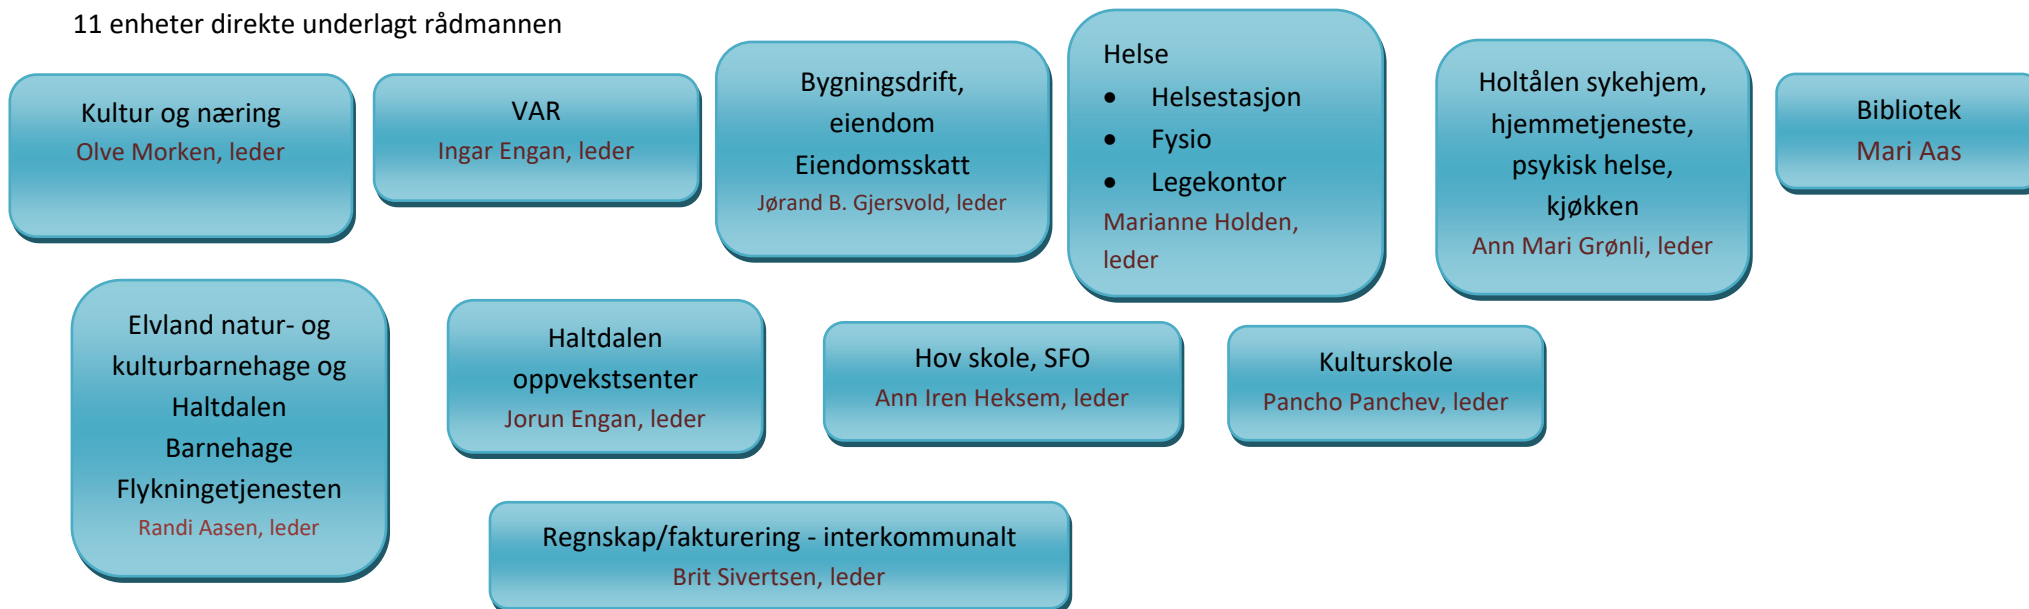 11 enheter direkte underlagt rådmannen
Kultur og næring
Olve Morken, leder
VAR
Ingar Engan, leder
Bygningsdrift,
eiendom
Eiendomsskatt
Jørand B. Gjersvold, leder
Helse
• Helsestasjon
• Fysio
• Legekontor
Marianne Holden,
leder
Holtålen sykehjem,
hjemmetjeneste,
psykisk helse,
kjøkken
Ann Mari Grønli, leder
Bibliotek
Mari Aas
Elvland natur- og
kulturbarnehage og
Haltdalen
Barnehage
Flykningetjenesten
Randi Aasen, leder
Haltdalen
oppvekstsenter
Jorun Engan, leder
Hov skole, SFO
Ann Iren Heksem, leder
Kulturskole
Pancho Panchev, leder
Regnskap/fakturering - interkommunalt
Brit Sivertsen, leder